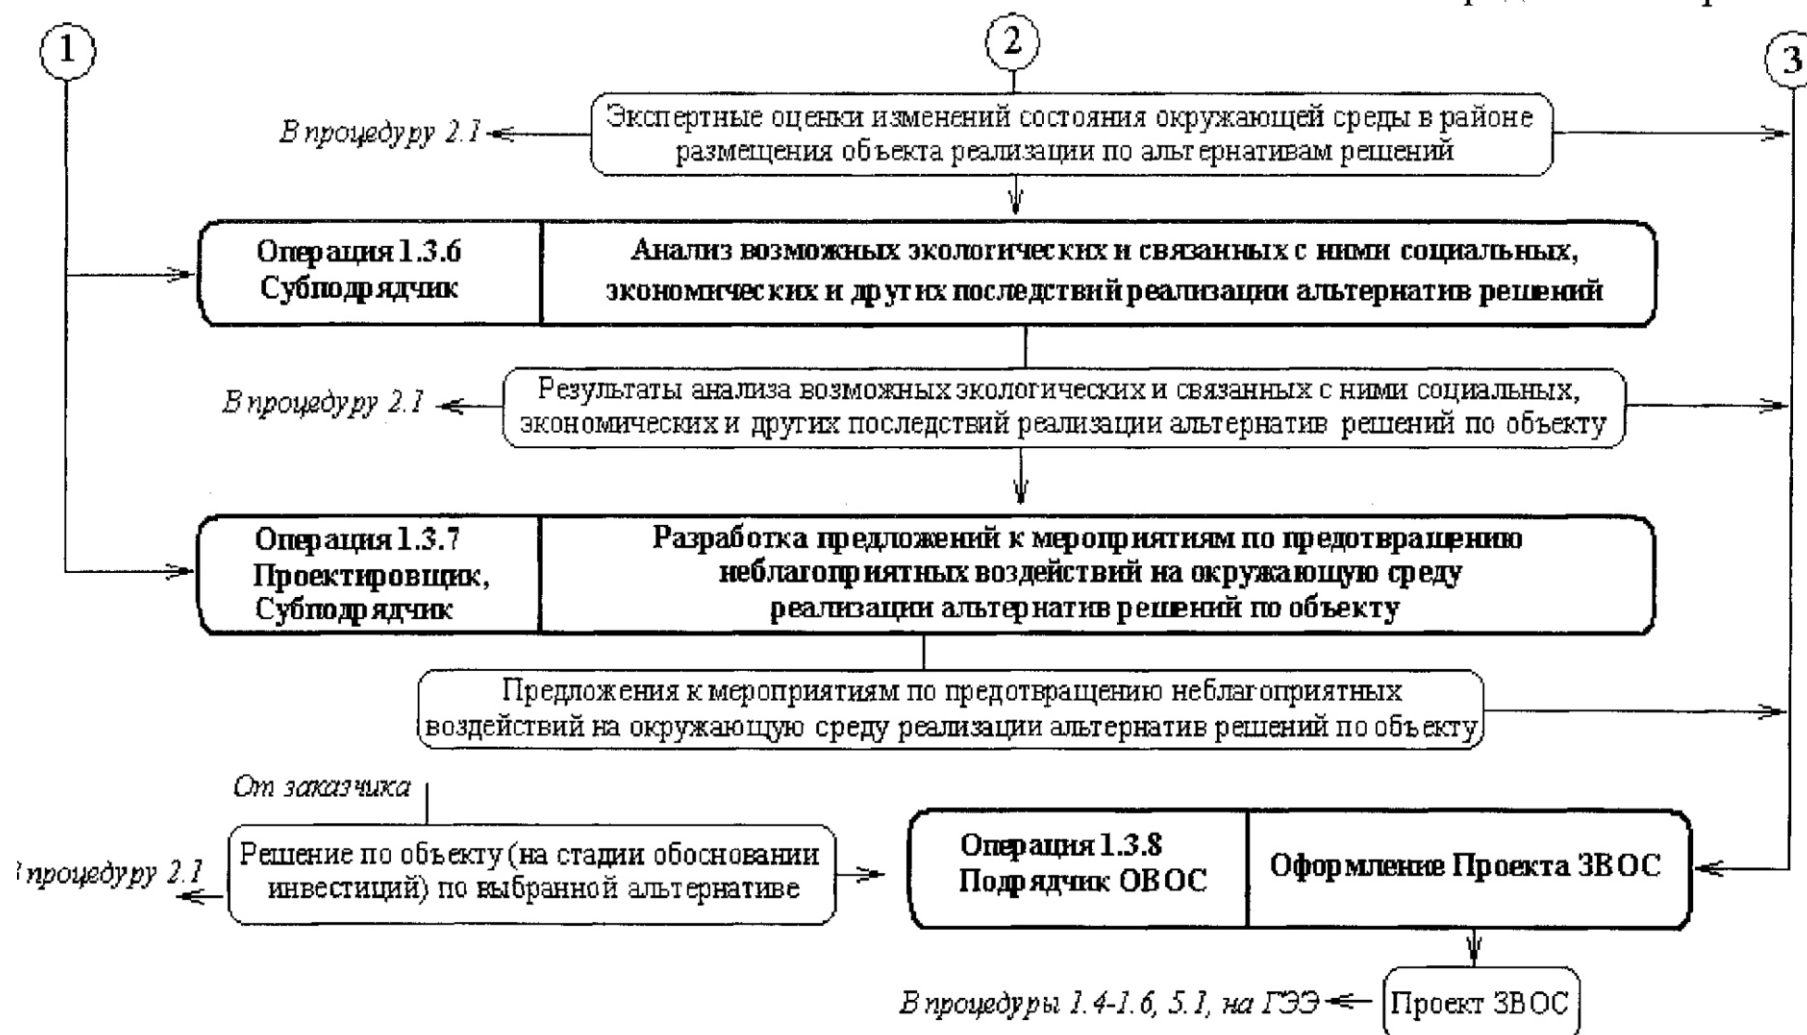 1
2
3
Экспертные оценки изменений состояния окружающей среды в районе
размещения объекта реализации по альтернативам решений
В процедуру 2.1
Операция 1.3.6
Субподрядчик
Анализ возможных экологических и связанных с ними социальных,
экономических и других последствий реализации альтернатив решений
В процедуру 2.1
Результаты анализа возможных экологических и связанных с ними социальных,
экономических и других последствий реализации альтернатив решений по объекту
Операция 1.3.7
Проектировщик,
Субподрядчик
Разработка предложений к мероприятиям по предотвращению
неблагоприятных воздействий на окружающую среду
реализации альтернатив решений по объекту
Предложения к мероприятиям по предотвращению неблагоприятных
воздействий на окружающую среду реализации альтернатив решений по объекту
От заказчика
процедуру 2.1
Решение по объекту (на стадии обосновании
инвестиций) по выбранной альтернативе
Операция 1.3.8
Подрядчик ОВОС
Оформление Проекта ЗВОС
В процедуры 1.4-1.6, 5.1, на ГЭЭ
Проект ЗВОС